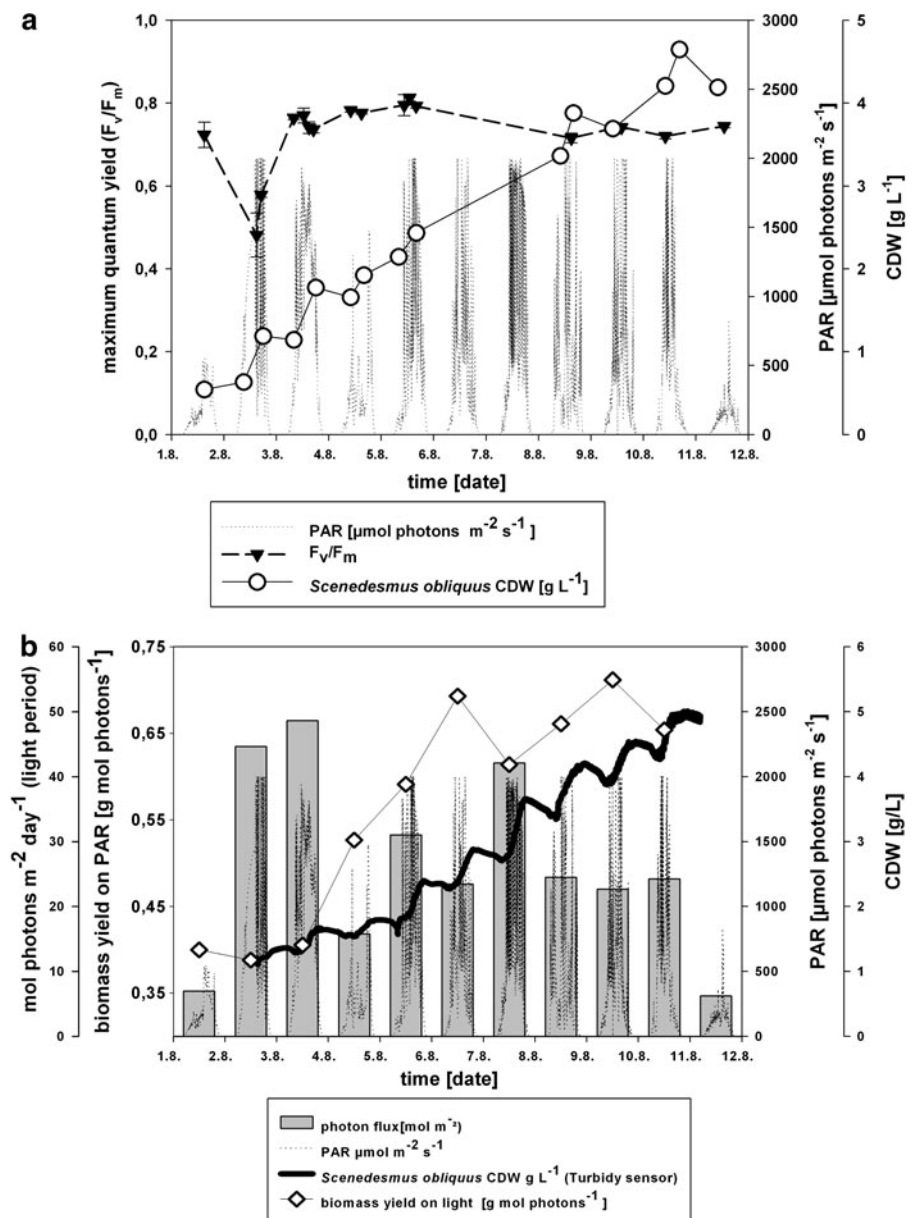 a
maximum quantum yield (Fv/Fm)
1,0
0,8
0,6
0,4
0,2
0,0
3000
2500
2000
1500
1000
500
0
PAR [µmol photons m-2 s-1)
5
4
3
2
1
0
CDW [g L-1]
1.8. 2.8. 3.8. 4.8. 5.8. 6.8. 7.8. 8.8. 9.8. 10.8. 11.8. 12.8.
time [date]
PAR [µmol photons m-2 s-1 ]
Fv/Fm
Scenedesmus obliquus CDW [g L-1]
b
mol photons m-2 day-1 (light period)
60
50
40
30
20
10
0
biomass yield on PAR [g mol photons-1]
0,75
0,65
0,55
0,45
0,35
3000
2500
2000
1500
1000
500
0
PAR [µmol photons m-2 s-1)
6
5
4
3
2
1
0
CDW [g/L]
1.8. 2.8. 3.8. 4.8. 5.8. 6.8. 7.8. 8.8. 9.8. 10.8. 11.8. 12.8.
time [date]
photon flux[mol m-2)
PAR µmol m-2 s-1
Scenedesmus obliquus CDW g L-1 (Turbidy sensor)
biomass yield on light [g mol photons-1]